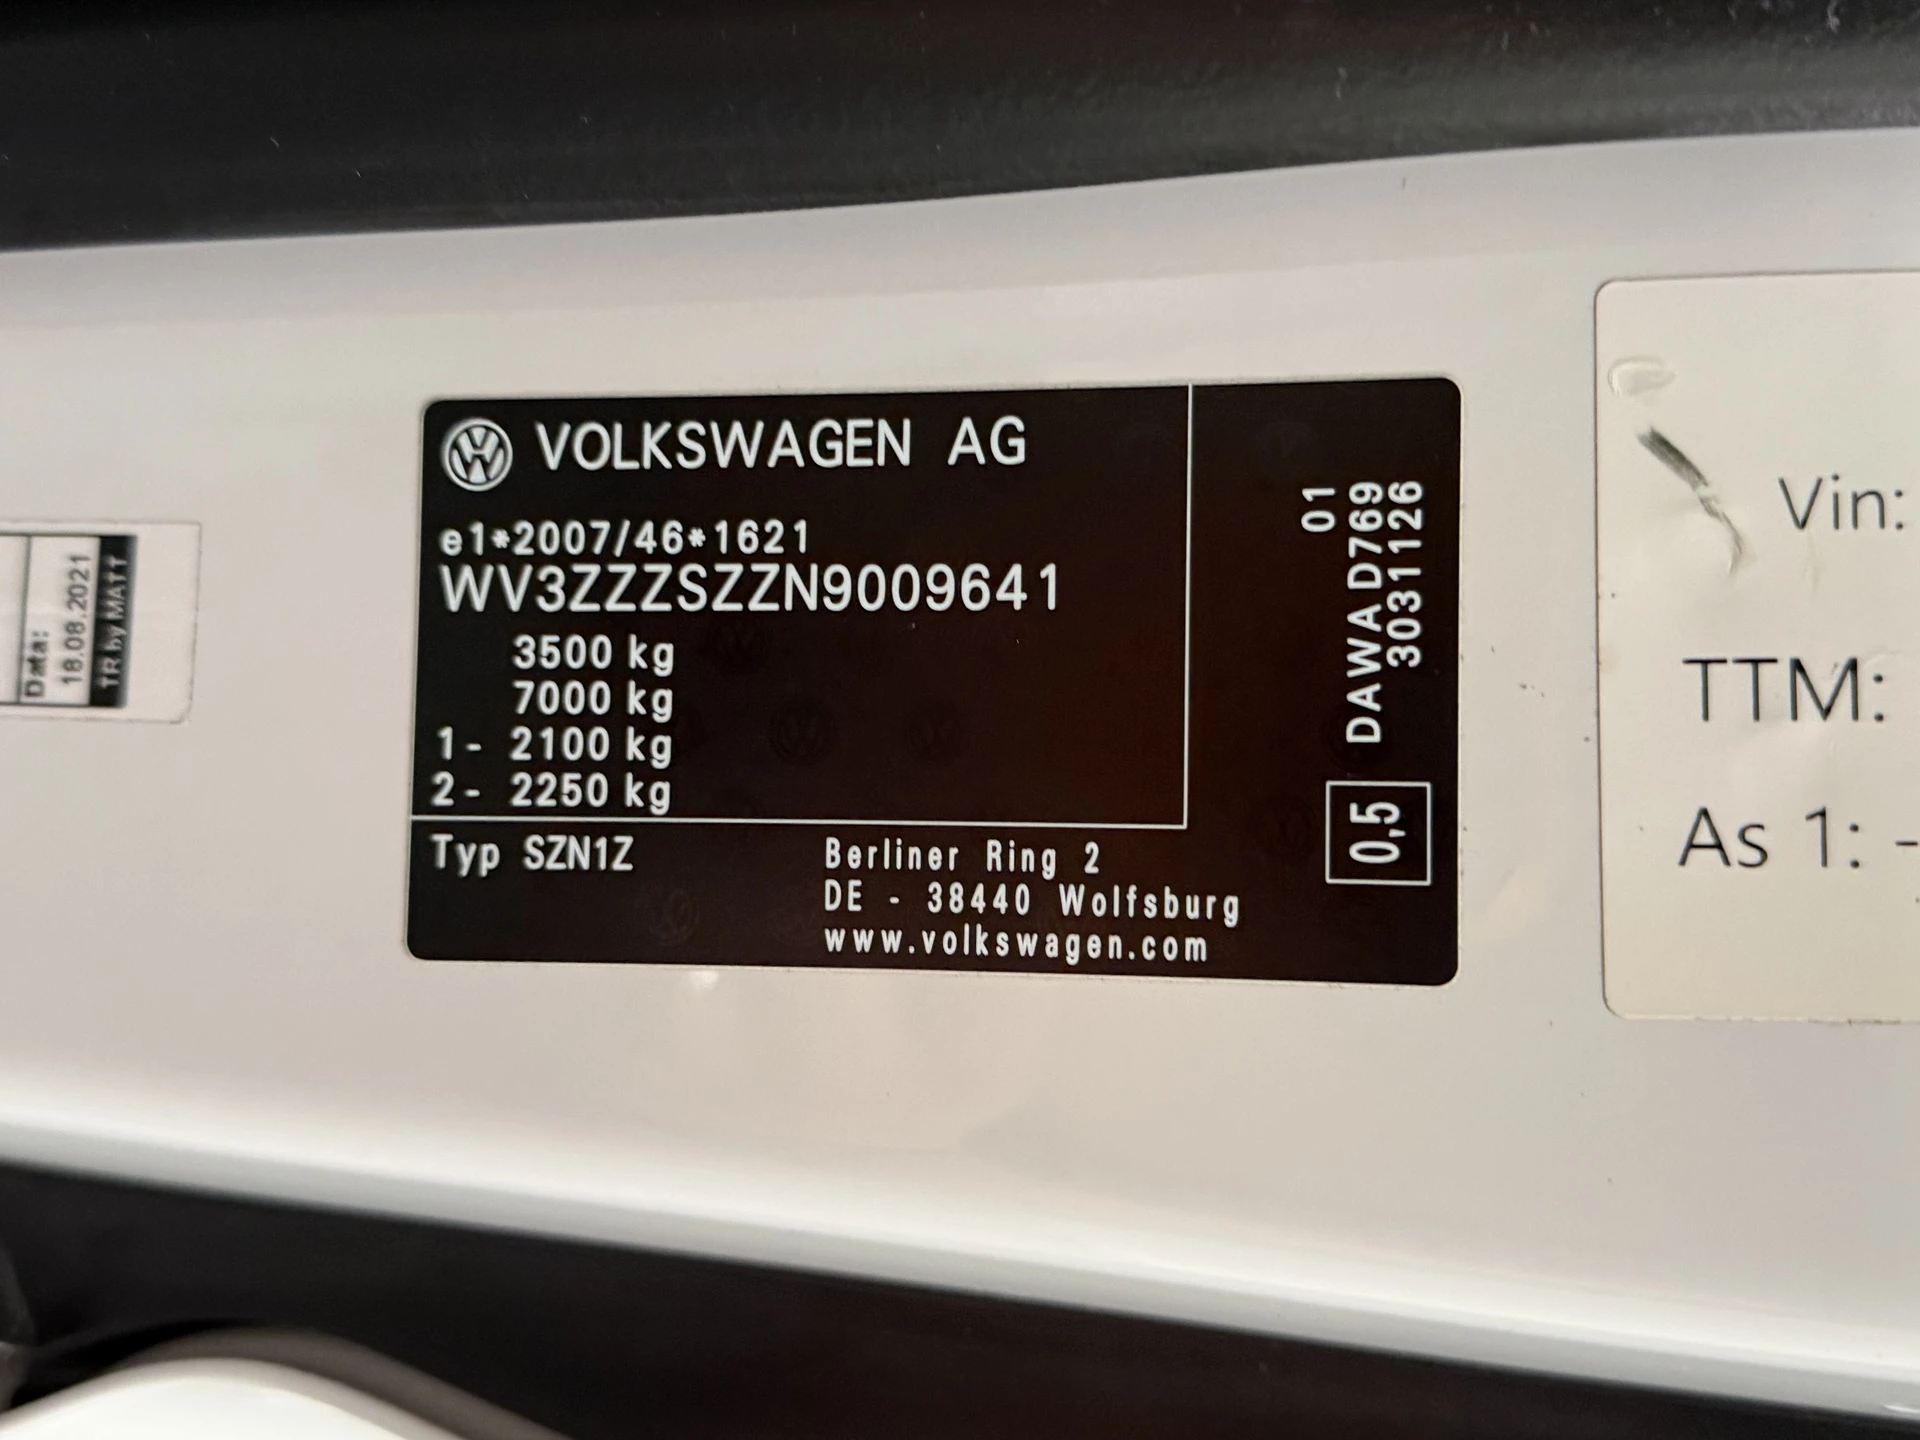 Data:
18.08.2021
TR by MATT
VOLKSWAGEN AG
e1*2007/46*1621
WV3ZZZSZZN9009641
3500 kg
7000 kg
1- 2100 kg
2- 2250 kg
Typ SZN1Z
Berliner Ring 2
DE - 38440 Wolfsburg
www.volkswagen.com
01
DAWA D769
30311126
0,5
Vin:
TTM:
As 1: -